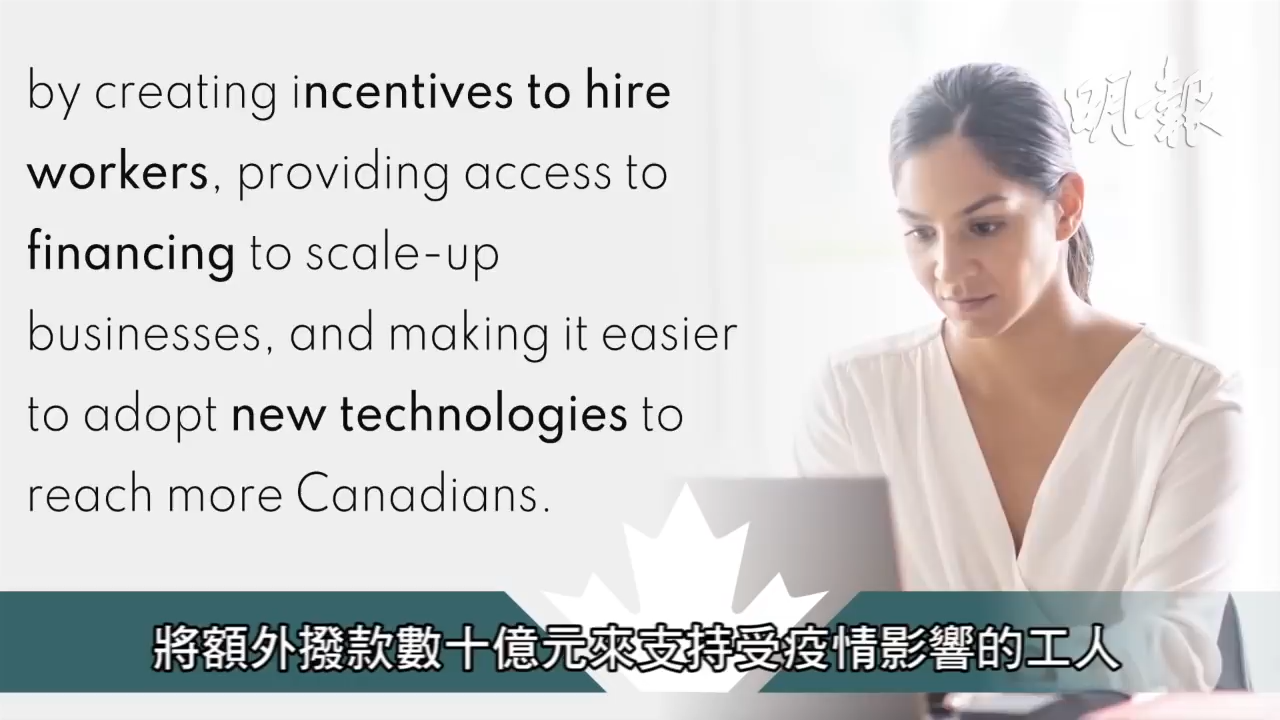 by creating incentives to hire
workers, providing access to
financing to scale-up
businesses, and making it easier
to adopt new technologies to
reach more Canadians.
明報
將額外撥款數十億元來支持受疫情影響的工人